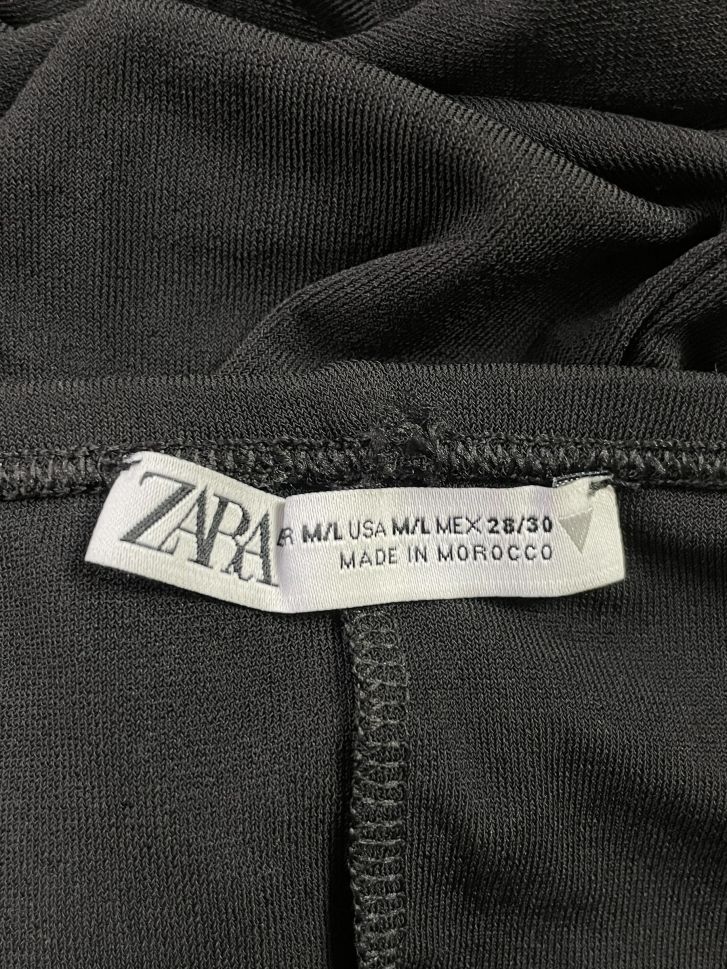 ZARA
R M/L USA M/L MEX 28/30
MADE IN MOROCCO